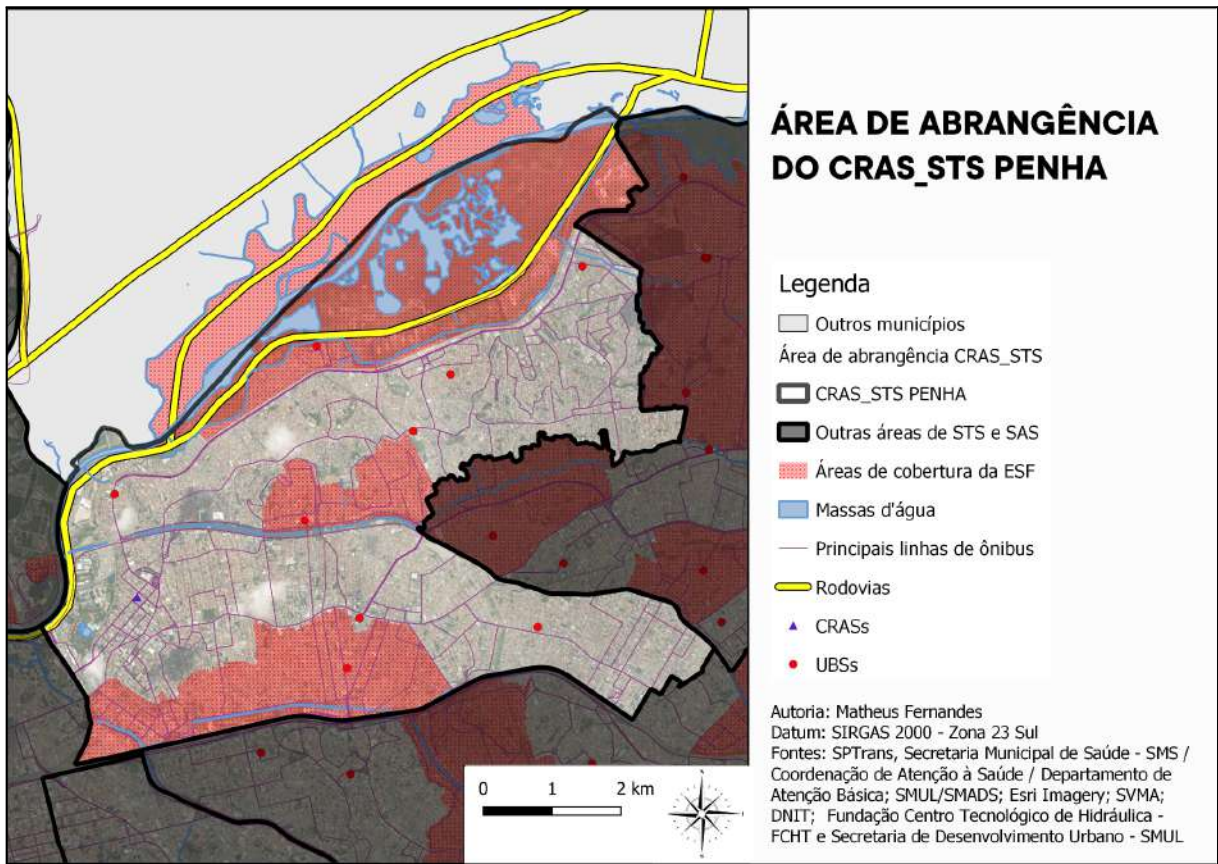 ÁREA DE ABRANGÊNCIA
DO CRAS_STS PENHA
Legenda
Outros municípios
Área de abrangência CRAS_STS
CRAS_STS PENHA
Outras áreas de STS e SAS
Áreas de cobertura da ESF
Massas d'água
Principais linhas de ônibus
Rodovias
CRASs
UBSs
Autoria: Matheus Fernandes
Datum: SIRGAS 2000 - Zona 23 Sul
Fontes: SPTrans, Secretaria Municipal de Saúde - SMS /
Coordenação de Atenção à Saúde / Departamento de
Atenção Básica; SMUL/SMADS; Esri Imagery; SVMA;
DNIT; Fundação Centro Tecnológico de Hidráulica -
FCHT e Secretaria de Desenvolvimento Urbano - SMUL
0 1 2 km